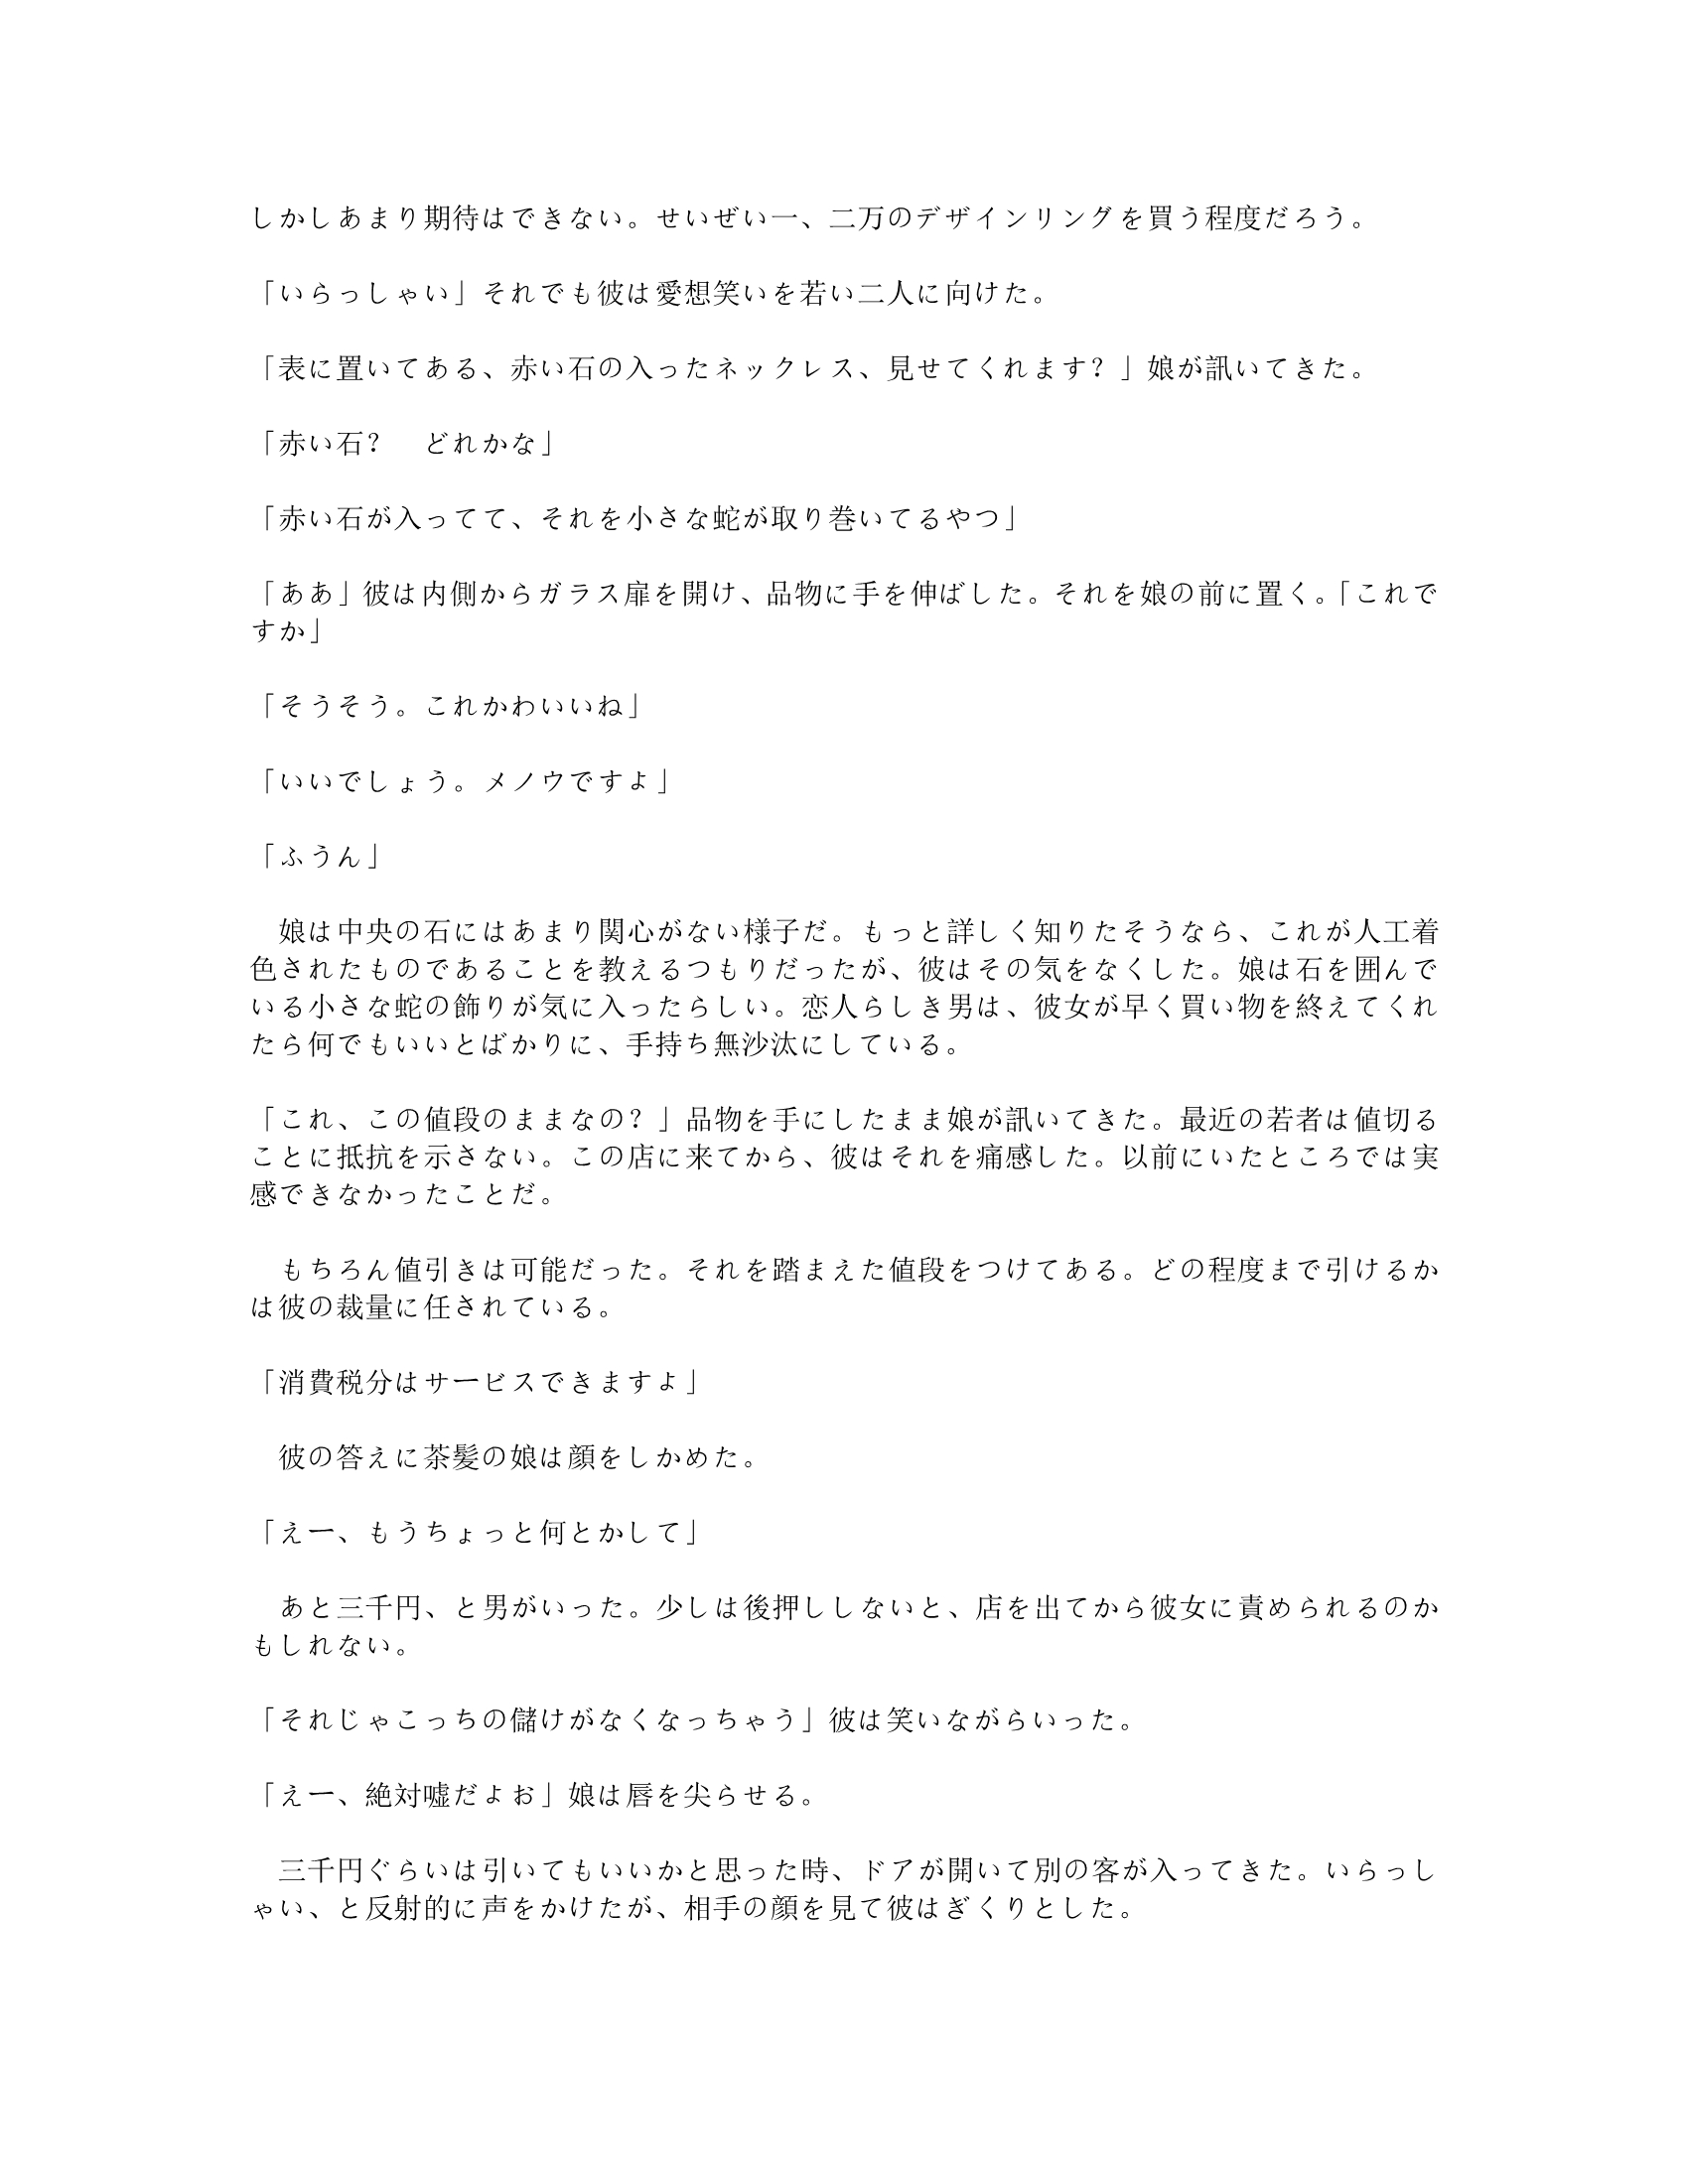 しかしあまり期待はできない。せいぜい一、二万のデザインリングを買う程度だろう。
「いらっしゃい」それでも彼は愛想笑いを若い二人に向けた。
「表に置いてある、赤い石の入ったネックレス、見せてくれます？」娘が訊いてきた。
「赤い石？　どれかな」
「赤い石が入ってて、それを小さな蛇が取り巻いてるやつ」
「ああ」彼は内側からガラス扉を開け、品物に手を伸ばした。それを娘の前に置く。「これで
すか」
「そうそう。これかわいいね」
「いいでしょう。メノウですよ」
「ふうん」
　娘は中央の石にはあまり関心がない様子だ。もっと詳しく知りたそうなら、これが人工着
色されたものであることを教えるつもりだったが、彼はその気をなくした。娘は石を囲んで
いる小さな蛇の飾りが気に入ったらしい。恋人らしき男は、彼女が早く買い物を終えてくれ
たら何でもいいとばかりに、手持ち無沙汰にしている。
「これ、この値段のままなの？」品物を手にしたまま娘が訊いてきた。最近の若者は値切る
ことに抵抗を示さない。この店に来てから、彼はそれを痛感した。以前にいたところでは実
感できなかったことだ。
　もちろん値引きは可能だった。それを踏まえた値段をつけてある。どの程度まで引けるか
は彼の裁量に任されている。
「消費税分はサービスできますよ」
　彼の答えに茶髪の娘は顔をしかめた。
「えー、もうちょっと何とかして」
　あと三千円、と男がいった。少しは後押ししないと、店を出てから彼女に責められるのか
もしれない。
「それじゃこっちの儲けがなくなっちゃう」彼は笑いながらいった。
「えー、絶対嘘だよお」娘は唇を尖らせる。
　三千円ぐらいは引いてもいいかと思った時、ドアが開いて別の客が入ってきた。いらっし
ゃい、と反射的に声をかけたが、相手の顔を見て彼はぎくりとした。